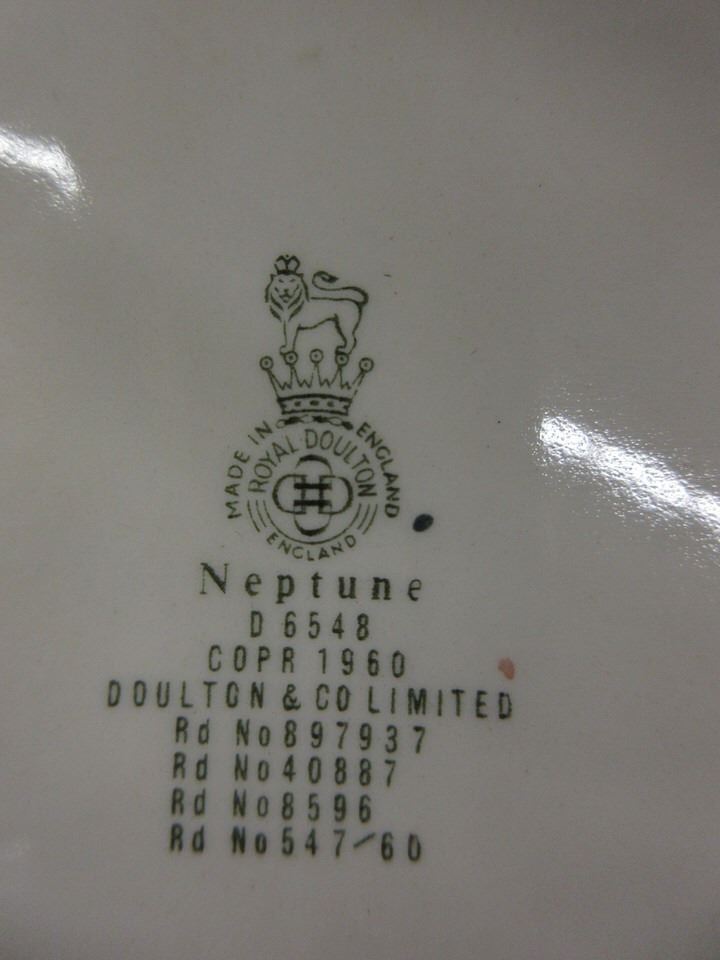 MADE IN ENGLAND
ROYAL DOULTON
ENGLAND
Neptune
D 6548
COPR 1960
DOULTON & CO LIMITED
Rd No 897937
Rd No 40887
Rd No 8596
Rd No 547/60